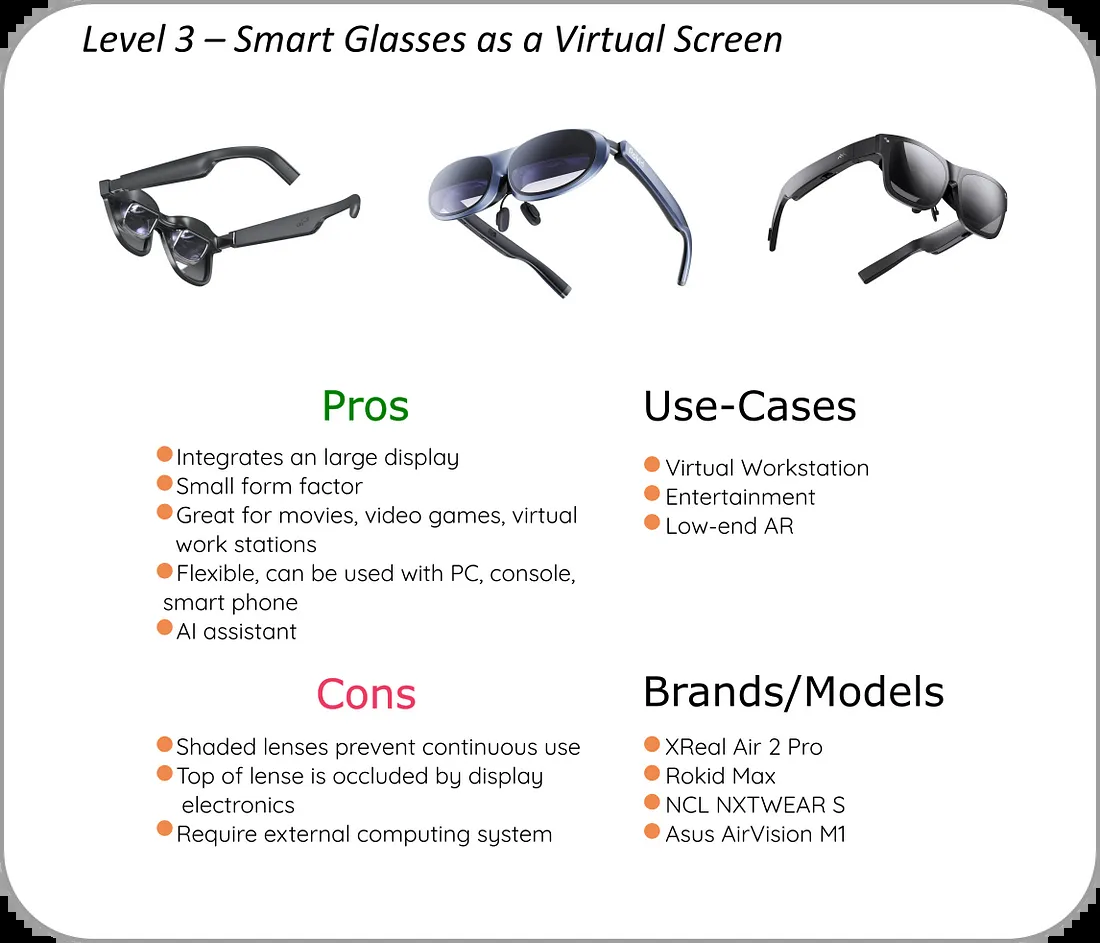 Level 3 – Smart Glasses as a Virtual Screen
Pros
Integrates an large display
Small form factor
Great for movies, video games, virtual
work stations
Flexible, can be used with PC, console,
smart phone
AI assistant
Use-Cases
Virtual Workstation
Entertainment
Low-end AR
Cons
Shaded lenses prevent continuous use
Top of lense is occluded by display
electronics
Require external computing system
Brands/Models
XReal Air 2 Pro
Rokid Max
NCL NXTWEAR S
Asus AirVision M1